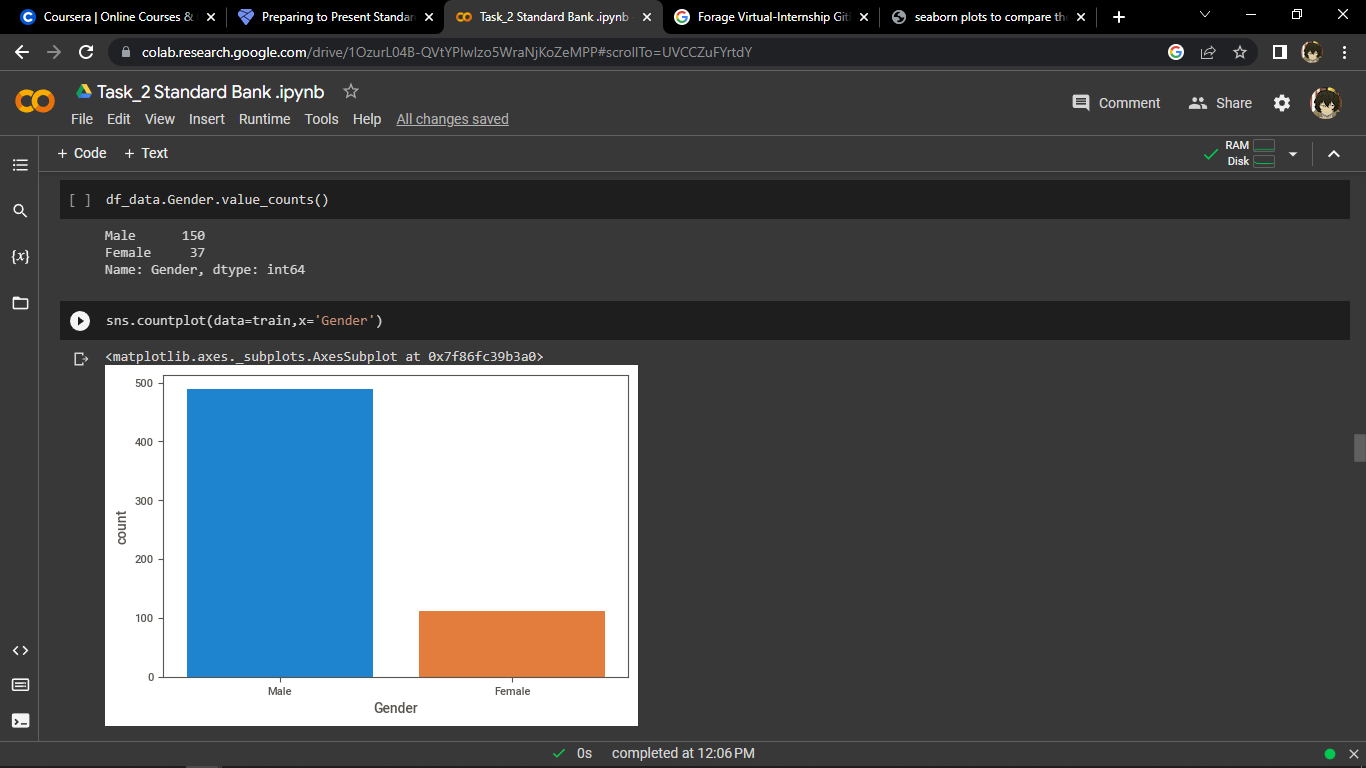 Coursera | Online Courses &
Preparing to Present Standar
Task_2 Standard Bank .ipynb
Forage Virtual-Internship Git
seaborn plots to compare the
colab.research.google.com/drive/1OzurL04B-QVtYPlwlzo5WraNjKoZeMPP#scrollTo=UVCCZuFYrtdY
Task_2 Standard Bank .ipynb
Comment
Share
File Edit View Insert Runtime Tools Help All changes saved
+ Code + Text
RAM
Disk
[ ] df_data.Gender.value_counts()
Male 150
Female 37
Name: Gender, dtype: int64
{x}
sns.countplot(data=train,x='Gender')
<matplotlib.axes._subplots.AxesSubplot at 0x7f86fc39b3a0>
500
400
300
200
100
0
count
Male Female
Gender
0s completed at 12:06 PM